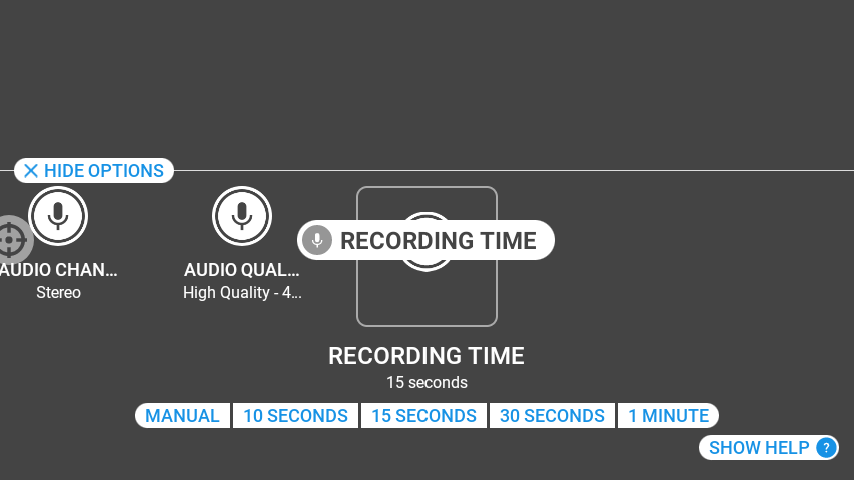 HIDE OPTIONS
RECORDING TIME
AUDIO CHAN...
AUDIO QUAL...
Stereo
High Quality - 4...
RECORDING TIME
15 seconds
MANUAL
10 SECONDS
15 SECONDS
30 SECONDS
1 MINUTE
SHOW HELP ?